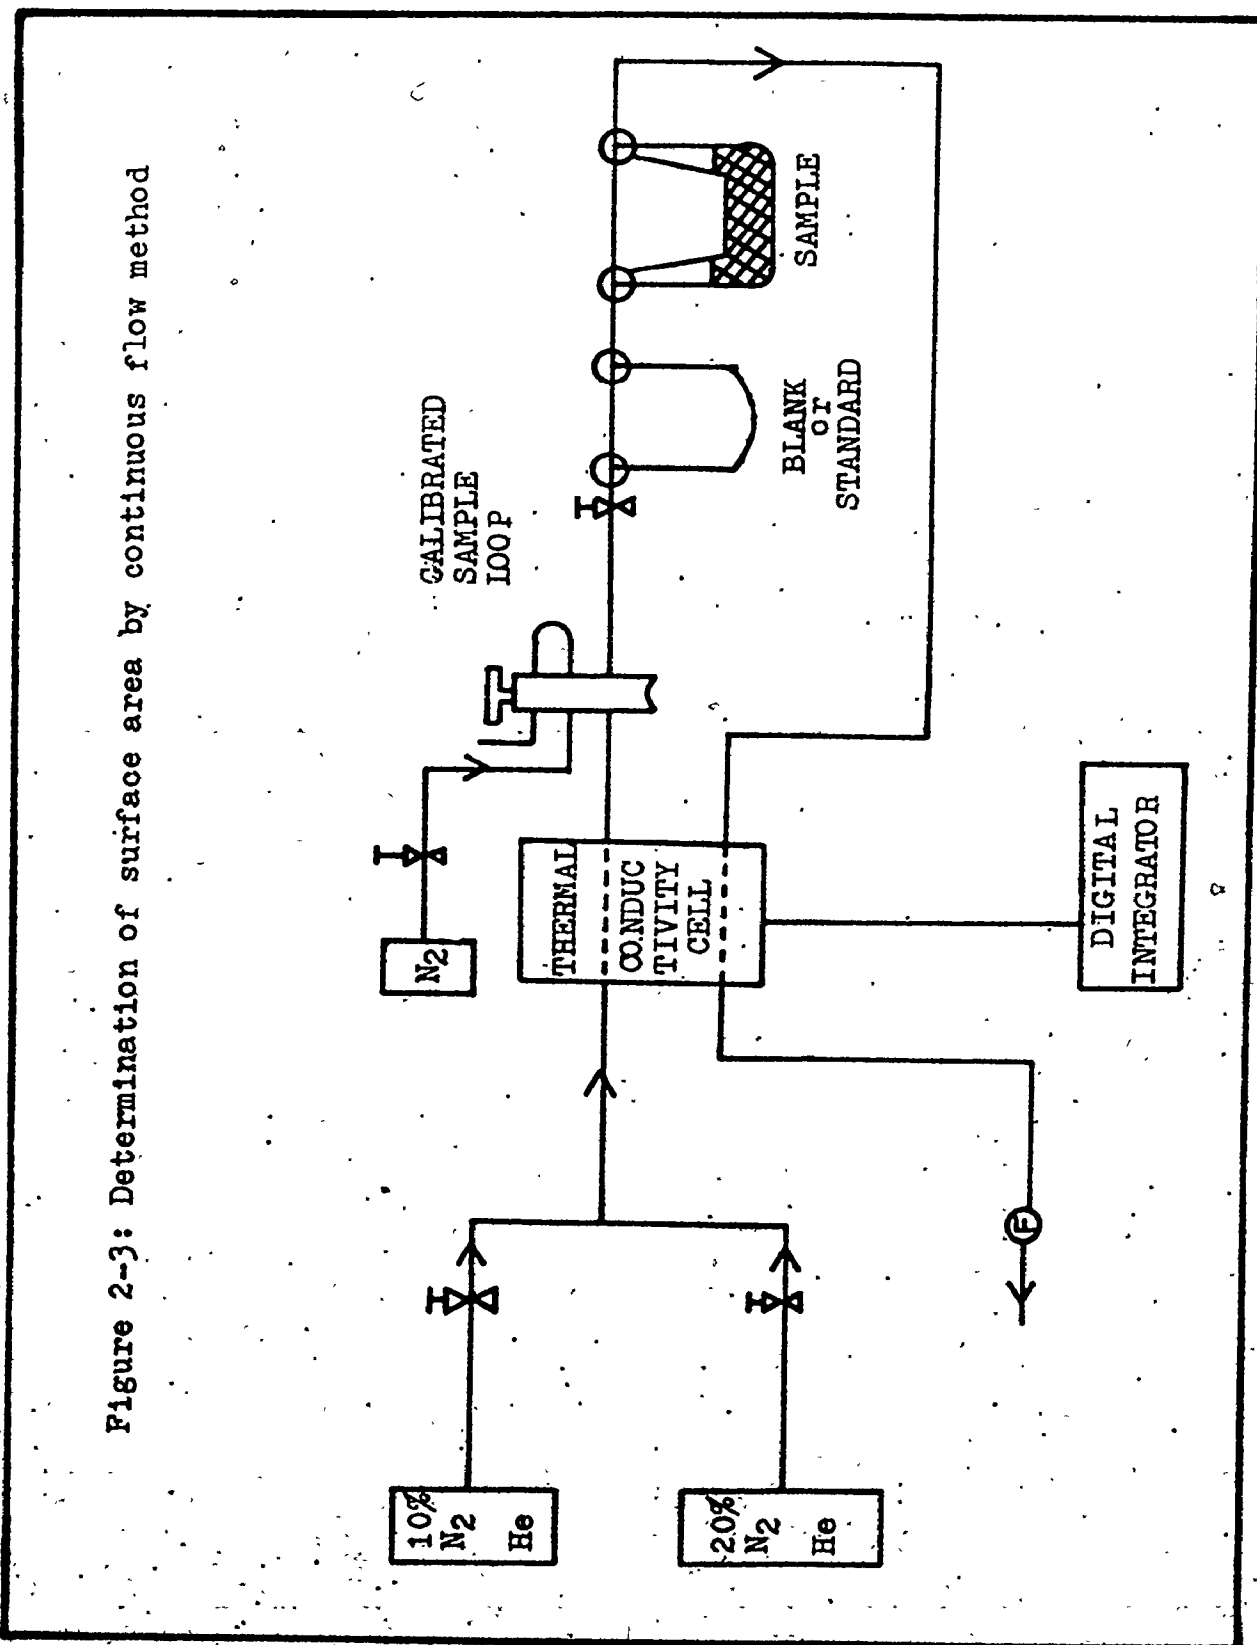 Figure 2-3: Determination of surface area by continuous flow method
10%
N2
He
20%
N2
He
N2
THERMAL
CONDUC
TIVITY
CELL
CALIBRATED
SAMPLE
LOOP
BLANK
or
STANDARD
SAMPLE
DIGITAL
INTEGRATOR
F